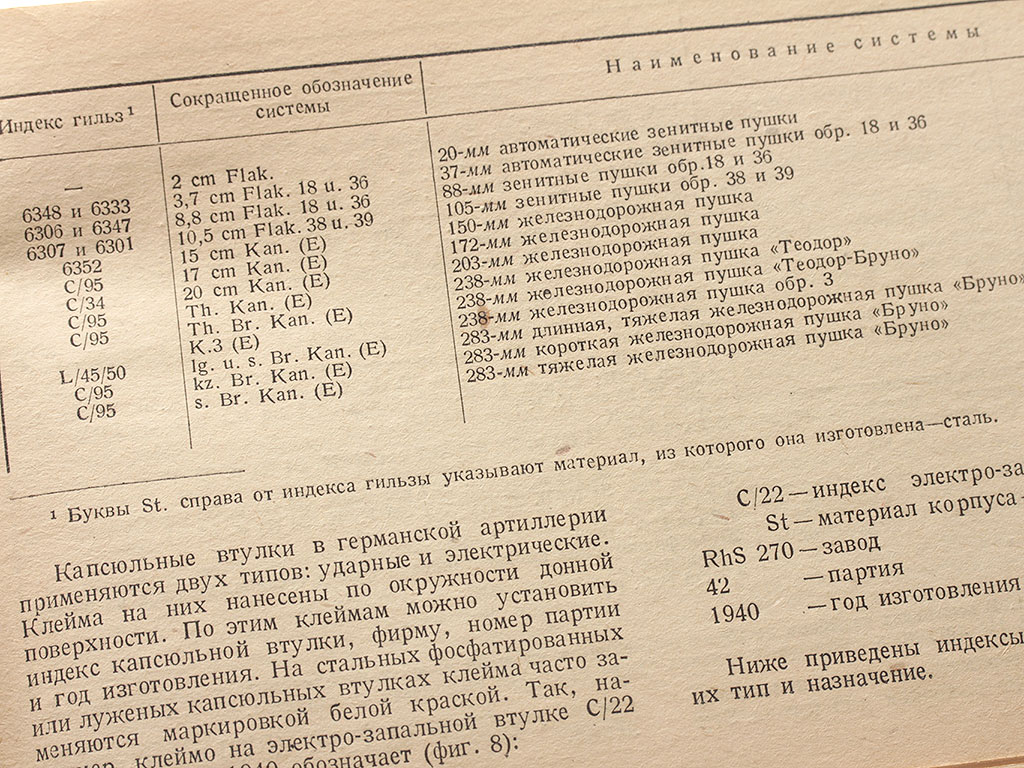 Индекс гильз¹ Сокращенное обозначение системы Наименование системы
— 2 cm Flak. 20-мм автоматические зенитные пушки
6348 и 6333 3,7 cm Flak. 18 u. 36 37-мм автоматические зенитные пушки обр. 18 и 36
6306 и 6347 8,8 cm Flak. 18 u. 36 88-мм зенитные пушки обр.18 и 36
6307 и 6301 10,5 cm Flak. 38 u. 39 105-мм зенитные пушки обр. 38 и 39
6352 15 cm Kan. (E) 150-мм железнодорожная пушка
C/95 17 cm Kan. (E) 172-мм железнодорожная пушка
C/34 20 cm Kan. (E) 203-мм железнодорожная пушка
C/95 Th. Kan. (E) 238-мм железнодорожная пушка «Теодор»
C/95 Th. Br. Kan. (E) 238-мм железнодорожная пушка «Теодор-Бруно»
K.3 (E) 238-мм железнодорожная пушка обр. 3
L/45/50 lg. u. s. Br. Kan. (E) 283-мм длинная, тяжелая железнодорожная пушка «Бруно»
C/95 kz. Br. Kan. (E) 283-мм короткая железнодорожная пушка «Бруно»
C/95 s. Br. Kan. (E) 283-мм тяжелая железнодорожная пушка «Бруно»
¹ Буквы St. справа от индекса гильзы указывают материал, из которого она изготовлена—сталь.
Капсюльные втулки в германской артиллерии
применяются двух типов: ударные и электрические.
Клейма на них нанесены по окружности донной
поверхности. По этим клеймам можно установить
индекс капсюльной втулки, фирму, номер партии
и год изготовления. На стальных фосфатированных
или луженых капсюльных втулках клейма часто за-
меняются маркировкой белой краской. Так, на-
клеймо на электро-запальной втулке C/22
1940 обозначает (фиг. 8):
C/22 — индекс электро-за
St — материал корпуса
RhS 270 — завод
42 — партия
1940 — год изготовления
Ниже приведены индексы
их тип и назначение.